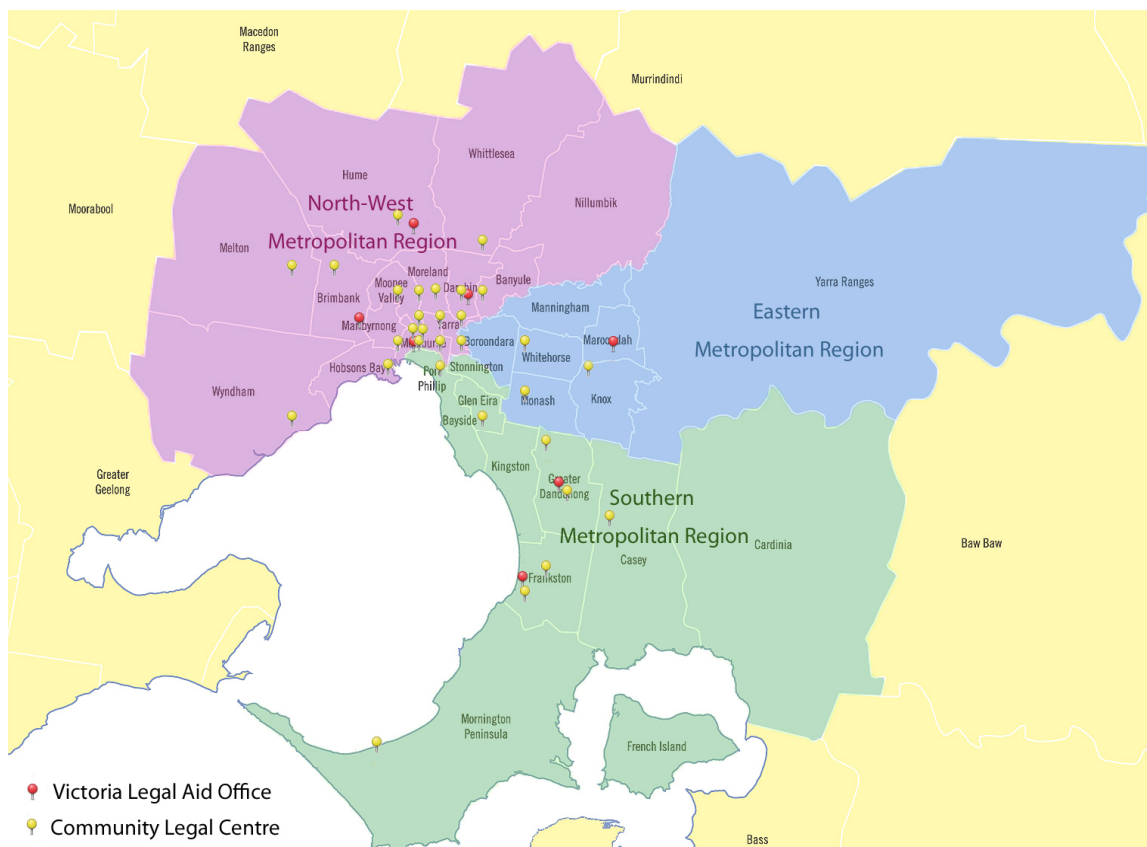 Macedon
Ranges
Murrindindi
Whittlesea
Hume
Nillumbik
North-West
Moorabool
Metropolitan Region
Melton
Moreland
Banyule
Moonee
Valley
Darebin
Yarra Ranges
Brimbank
Manningham
Eastern
Maribyrnong
Yarra
Maroondah
Metropolitan Region
Melbourne
Boroondara
Whitehorse
Hobsons Bay
Port
Phillip
Stonnington
Wyndham
Glen Eira
Monash
Knox
Bayside
Kingston
Greater
Geelong
Greater
Dandenong
Southern
Metropolitan Region
Cardinia
Baw Baw
Casey
Frankston
Mornington
Peninsula
French Island
Victoria Legal Aid Office
Community Legal Centre
Bass